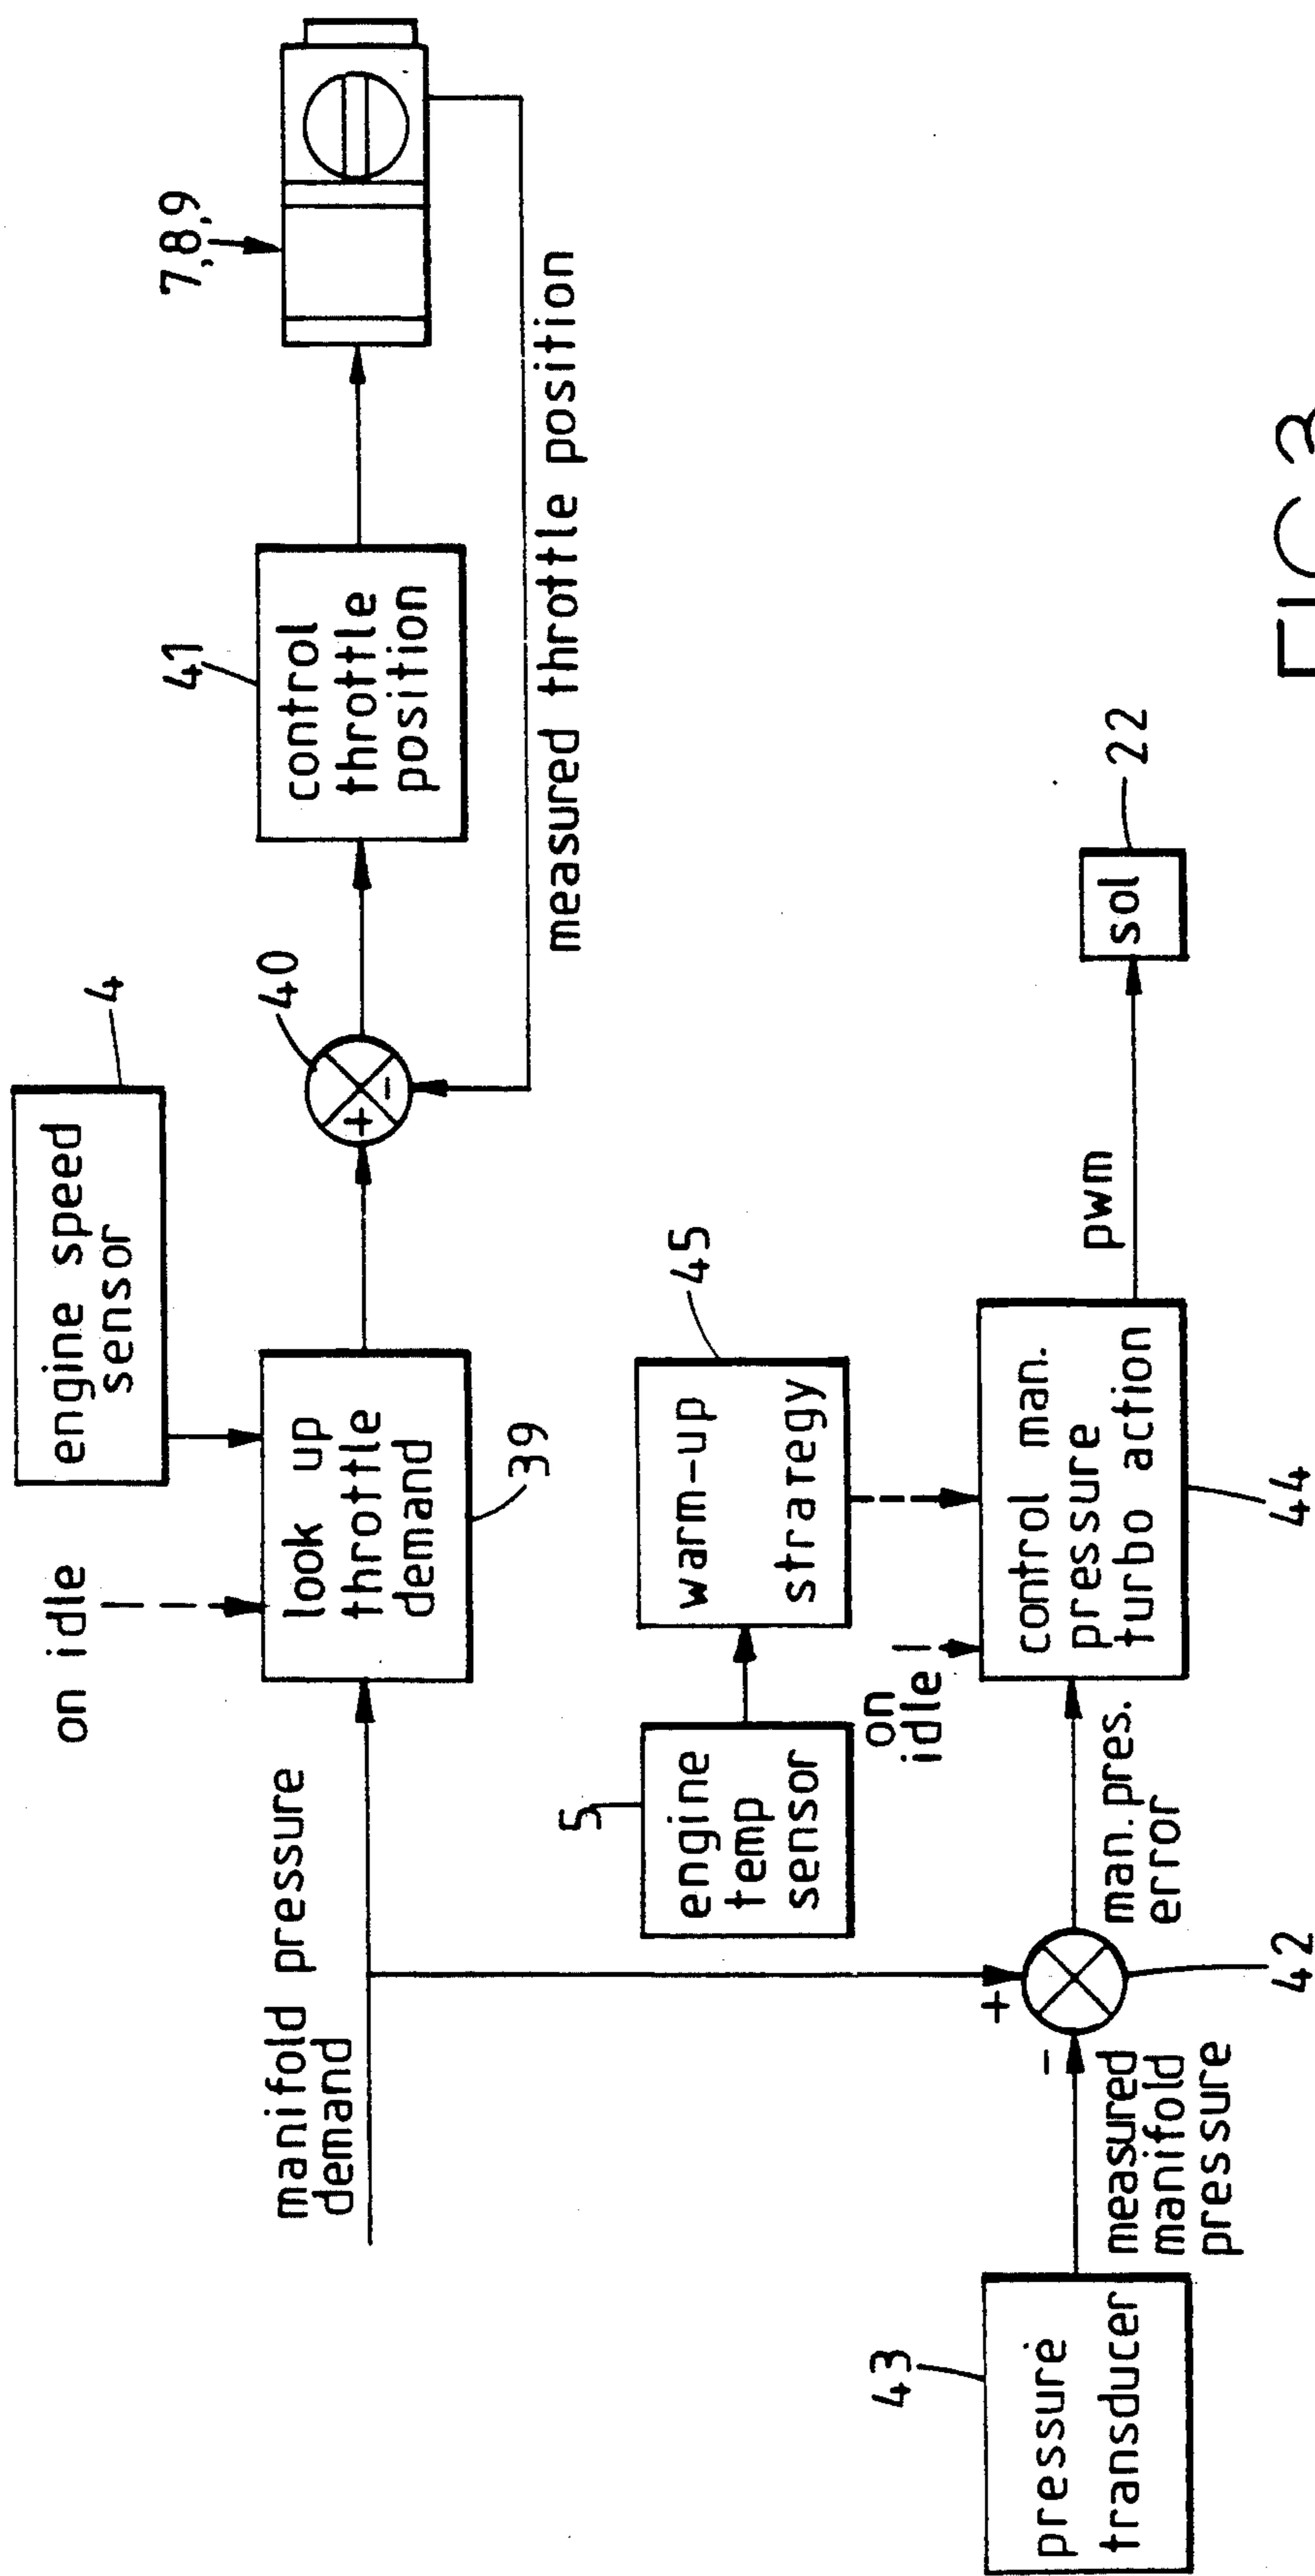 engine speed
sensor
4
on idle
manifold pressure
demand
look up
throttle
demand
39
40
+
-
41
control
throttle
position
7,8,9
measured throttle position
5
engine
temp
sensor
warm-up
strategy
45
on
idle
43
pressure
transducer
measured
manifold
pressure
-
+
42
man. pres.
error
control man.
pressure
turbo action
44
pwm
sol
22